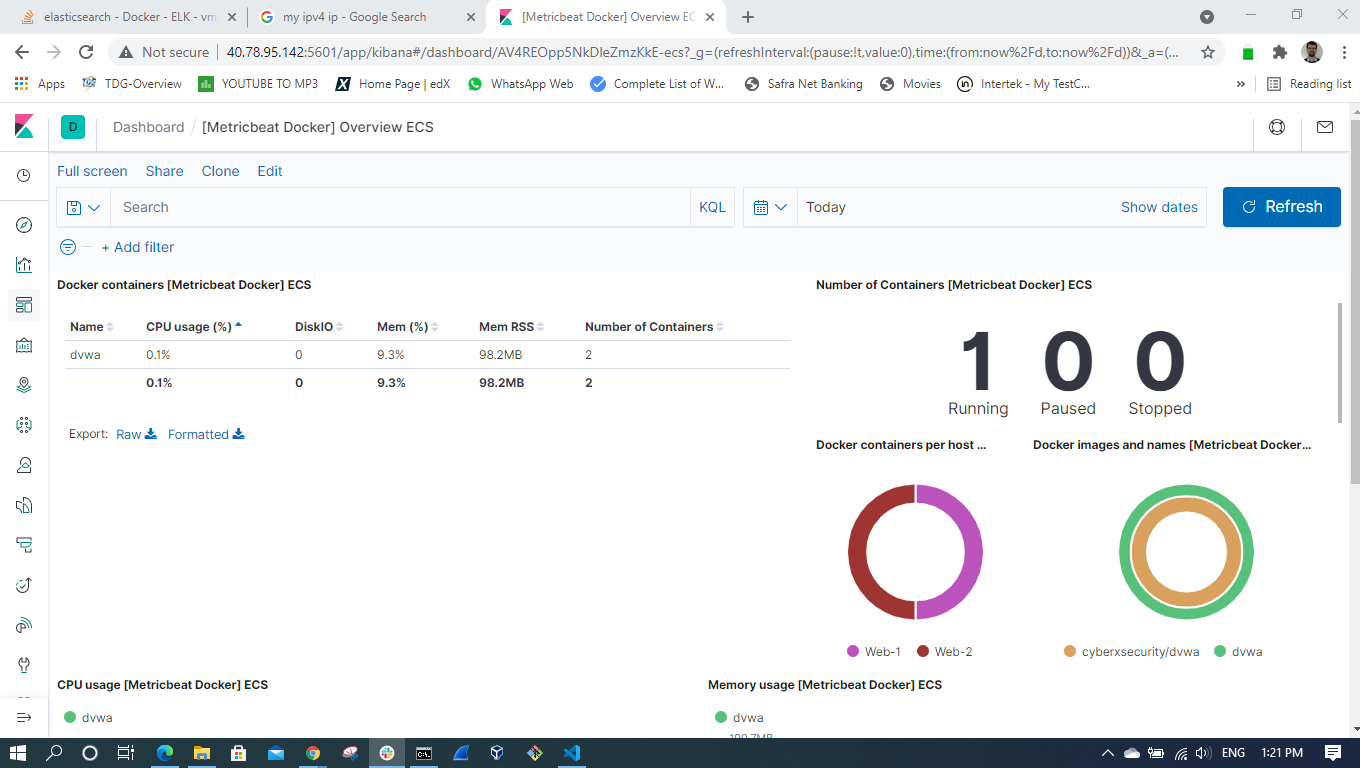 elasticsearch - Docker - ELK - vm
my ipv4 ip - Google Search
[Metricbeat Docker] Overview EC
Not secure
40.78.95.142:5601/app/kibana#/dashboard/AV4REOpp5NkDleZmzKkE-ecs?_g=(refreshInterval:(pause:!t,value:0),time:(from:now%2Fd,to:now%2Fd))&_a=(...
Apps
TDG-Overview
YOUTUBE TO MP3
Home Page | edX
WhatsApp Web
Complete List of W...
Safra Net Banking
Movies
Intertek - My TestC...
»
Reading list
D
Dashboard / [Metricbeat Docker] Overview ECS
Full screen Share Clone Edit
Search KQL
Today Show dates
Refresh
+ Add filter
Docker containers [Metricbeat Docker] ECS
Name CPU usage (%) DiskIO Mem (%) Mem RSS Number of Containers
dvwa 0.1% 0 9.3% 98.2MB 2
0.1% 0 9.3% 98.2MB 2
Export: Raw Formatted
Number of Containers [Metricbeat Docker] ECS
1 0 0
Running Paused Stopped
Docker containers per host ...
Web-1 Web-2
Docker images and names [Metricbeat Docker...
cyberxsecurity/dvwa dvwa
CPU usage [Metricbeat Docker] ECS
dvwa
Memory usage [Metricbeat Docker] ECS
dvwa
ENG 1:21 PM